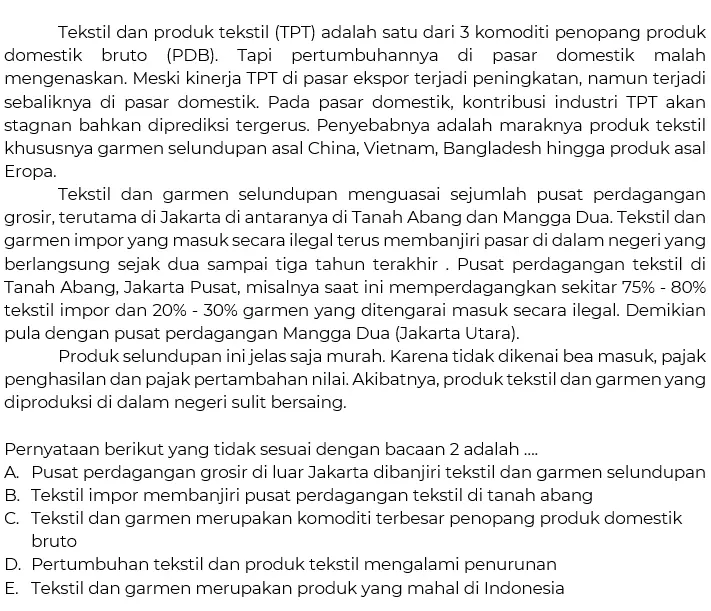 Tekstil dan produk tekstil (TPT) adalah satu dari 3 komoditi penopang produk
domestik bruto (PDB). Tapi pertumbuhannya di pasar domestik malah
mengenaskan. Meski kinerja TPT di pasar ekspor terjadi peningkatan, namun terjadi
sebaliknya di pasar domestik. Pada pasar domestik, kontribusi industri TPT akan
stagnan bahkan diprediksi tergerus. Penyebabnya adalah maraknya produk tekstil
khususnya garmen selundupan asal China, Vietnam, Bangladesh hingga produk asal
Eropa.
Tekstil dan garmen selundupan menguasai sejumlah pusat perdagangan
grosir, terutama di Jakarta di antaranya di Tanah Abang dan Mangga Dua. Tekstil dan
garmen impor yang masuk secara ilegal terus membanjiri pasar di dalam negeri yang
berlangsung sejak dua sampai tiga tahun terakhir . Pusat perdagangan tekstil di
Tanah Abang, Jakarta Pusat, misalnya saat ini memperdagangkan sekitar 75% - 80%
tekstil impor dan 20% - 30% garmen yang ditengarai masuk secara ilegal. Demikian
pula dengan pusat perdagangan Mangga Dua (Jakarta Utara).
Produk selundupan ini jelas saja murah. Karena tidak dikenai bea masuk, pajak
penghasilan dan pajak pertambahan nilai. Akibatnya, produk tekstil dan garmen yang
diproduksi di dalam negeri sulit bersaing.
Pernyataan berikut yang tidak sesuai dengan bacaan 2 adalah ....
A. Pusat perdagangan grosir di luar Jakarta dibanjiri tekstil dan garmen selundupan
B. Tekstil impor membanjiri pusat perdagangan tekstil di tanah abang
C. Tekstil dan garmen merupakan komoditi terbesar penopang produk domestik
bruto
D. Pertumbuhan tekstil dan produk tekstil mengalami penurunan
E. Tekstil dan garmen merupakan produk yang mahal di Indonesia